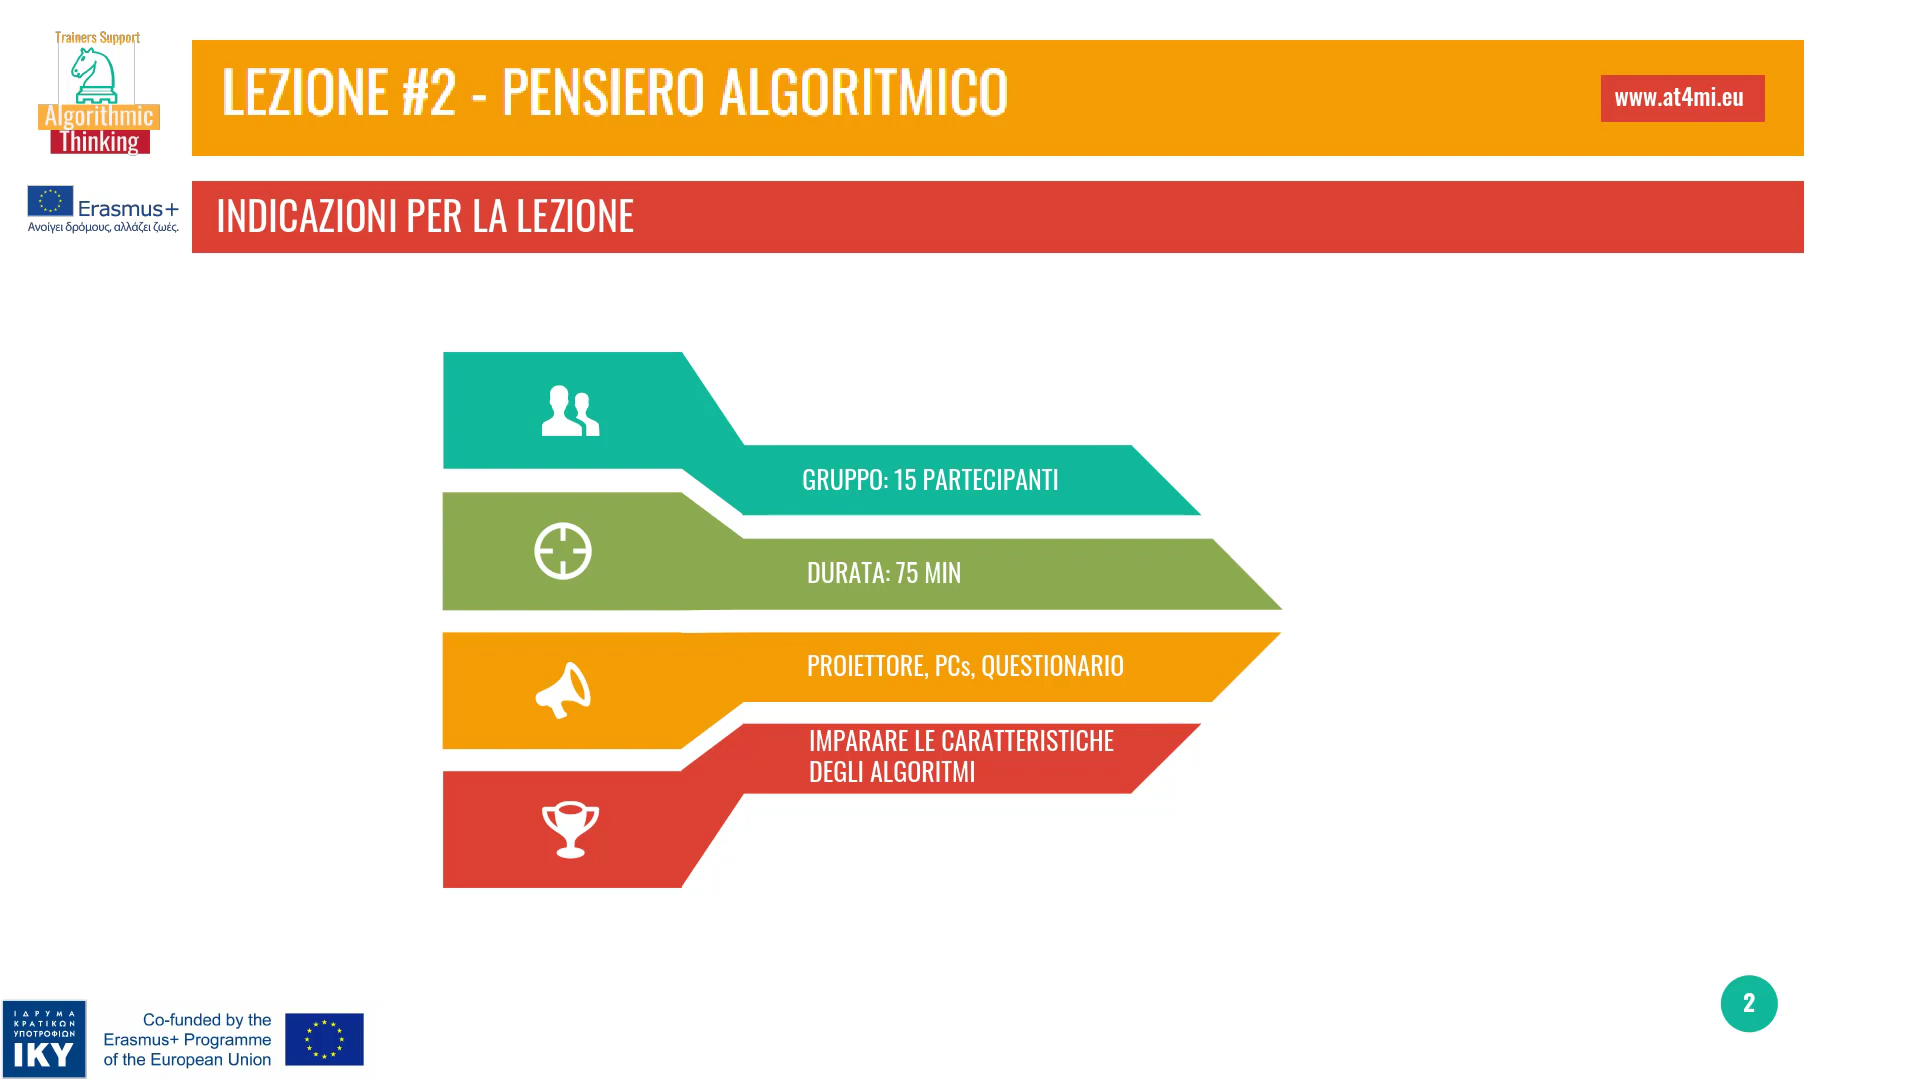 Trainers Support
Algorithmic
Thinking
LEZIONE #2 - PENSIERO ALGORITMICO
www.at4mi.eu
Erasmus+
Ανοίγει δρόμους, αλλάζει ζωές.
INDICAZIONI PER LA LEZIONE
GRUPPO: 15 PARTECIPANTI
DURATA: 75 MIN
PROIETTORE, PCs, QUESTIONARIO
IMPARARE LE CARATTERISTICHE
DEGLI ALGORITMI
2
ΙΔΡΥΜΑ
ΚΡΑΤΙΚΩΝ
ΥΠΟΤΡΟΦΙΩΝ
IKY
Co-funded by the
Erasmus+ Programme
of the European Union